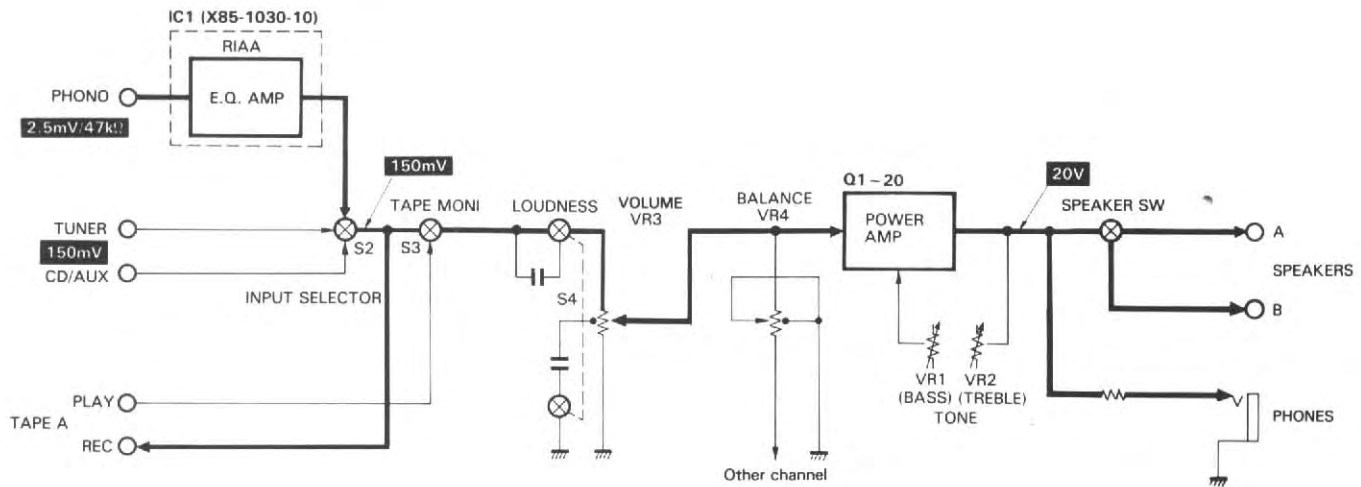 IC1 (X85-1030-10)
RIAA
PHONO
E.Q. AMP
2.5mV/47kΩ
150mV
TAPE MONI
LOUDNESS
VOLUME
VR3
BALANCE
VR4
Q1~20
POWER
AMP
20V
SPEAKER SW
TUNER
150mV
CD/AUX
S2
S3
INPUT SELECTOR
S4
A
SPEAKERS
B
VR1
(BASS)
VR2
(TREBLE)
TONE
TAPE A
PLAY
REC
PHONES
Other channel